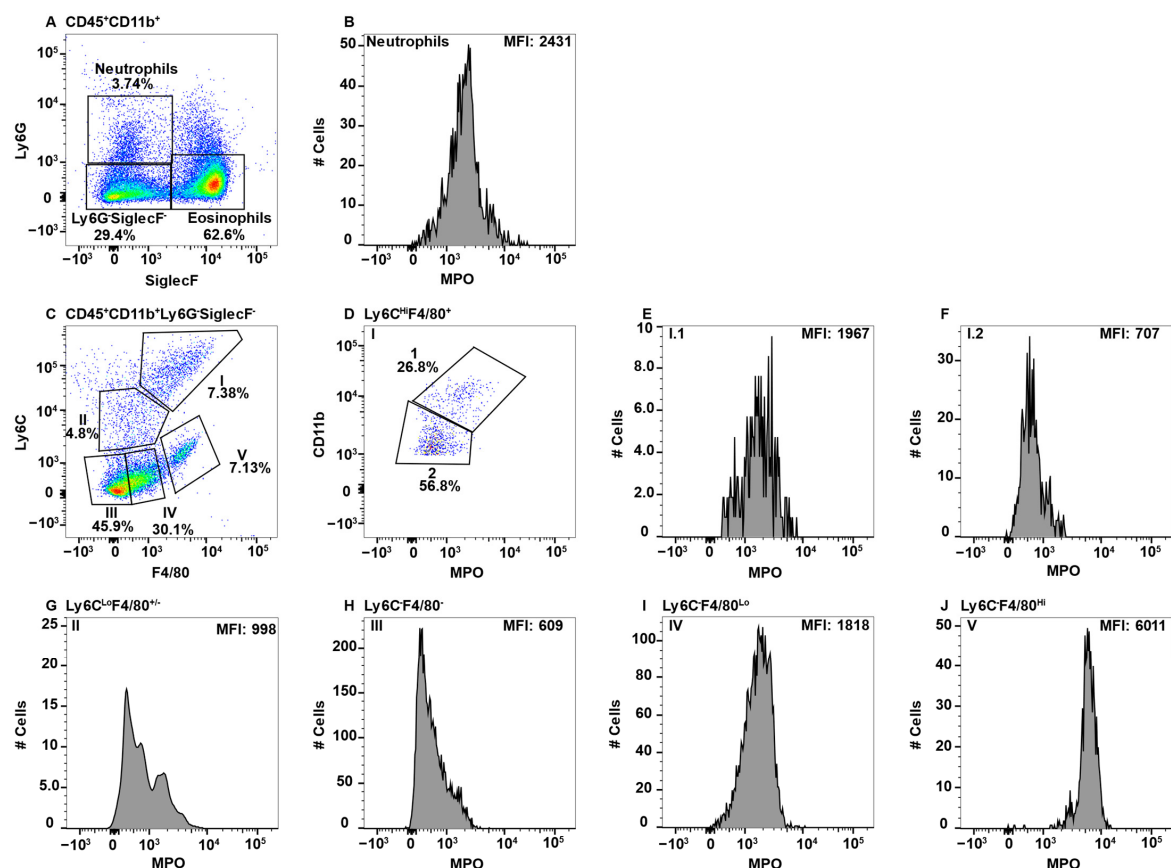 A CD45⁺CD11b⁺
Neutrophils
3.74%
Ly6G⁻SiglecF⁻
29.4%
Eosinophils
62.6%
Ly6G
10⁵
10⁴
10³
0
−10³
−10³ 0 10³ 10⁴ 10⁵
SiglecF
B
Neutrophils MFI: 2431
# Cells
50
40
30
20
10
0
−10³ 0 10³ 10⁴ 10⁵
MPO
C CD45⁺CD11b⁺Ly6G⁻SiglecF⁻
I
7.38%
II
4.8%
V
7.13%
III
45.9%
IV
30.1%
Ly6C
10⁵
10⁴
10³
0
−10³
−10³ 0 10³ 10⁴ 10⁵
F4/80
D Ly6CᴴⁱF4/80⁺
I
1
26.8%
2
56.8%
CD11b
10⁵
10⁴
10³
0
−10³
−10³ 0 10³ 10⁴ 10⁵
MPO
E
I.1 MFI: 1967
# Cells
10
8.0
6.0
4.0
2.0
0
−10³ 0 10³ 10⁴ 10⁵
MPO
F
I.2 MFI: 707
# Cells
30
20
10
0
−10³ 0 10³ 10⁴ 10⁵
MPO
G Ly6CᴸᵒF4/80⁺/⁻
II MFI: 998
# Cells
25
20
15
10
5.0
0
−10³ 0 10³ 10⁴ 10⁵
MPO
H Ly6C⁻F4/80⁻
III MFI: 609
# Cells
200
150
100
50
0
−10³ 0 10³ 10⁴ 10⁵
MPO
I Ly6C⁻F4/80ᴸᵒ
IV MFI: 1818
# Cells
100
80
60
40
20
0
−10³ 0 10³ 10⁴ 10⁵
MPO
J Ly6C⁻F4/80ᴴⁱ
V MFI: 6011
# Cells
50
40
30
20
10
0
−10³ 0 10³ 10⁴ 10⁵
MPO